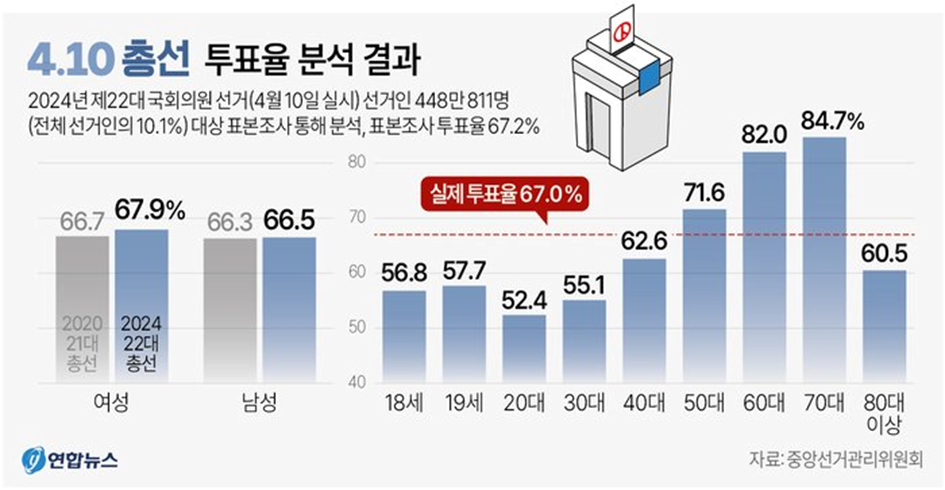 4.10 총선 투표율 분석 결과
2024년 제22대 국회의원 선거(4월 10일 실시) 선거인 448만 811명
(전체 선거인의 10.1%) 대상 표본조사 통해 분석, 표본조사 투표율 67.2%
66.7
67.9%
66.3
66.5
2020
21대
총선
2024
22대
총선
여성
남성
80
70
60
50
40
실제 투표율 67.0%
56.8
57.7
52.4
55.1
62.6
71.6
82.0
84.7%
60.5
18세
19세
20대
30대
40대
50대
60대
70대
80대
이상
연합뉴스
자료: 중앙선거관리위원회